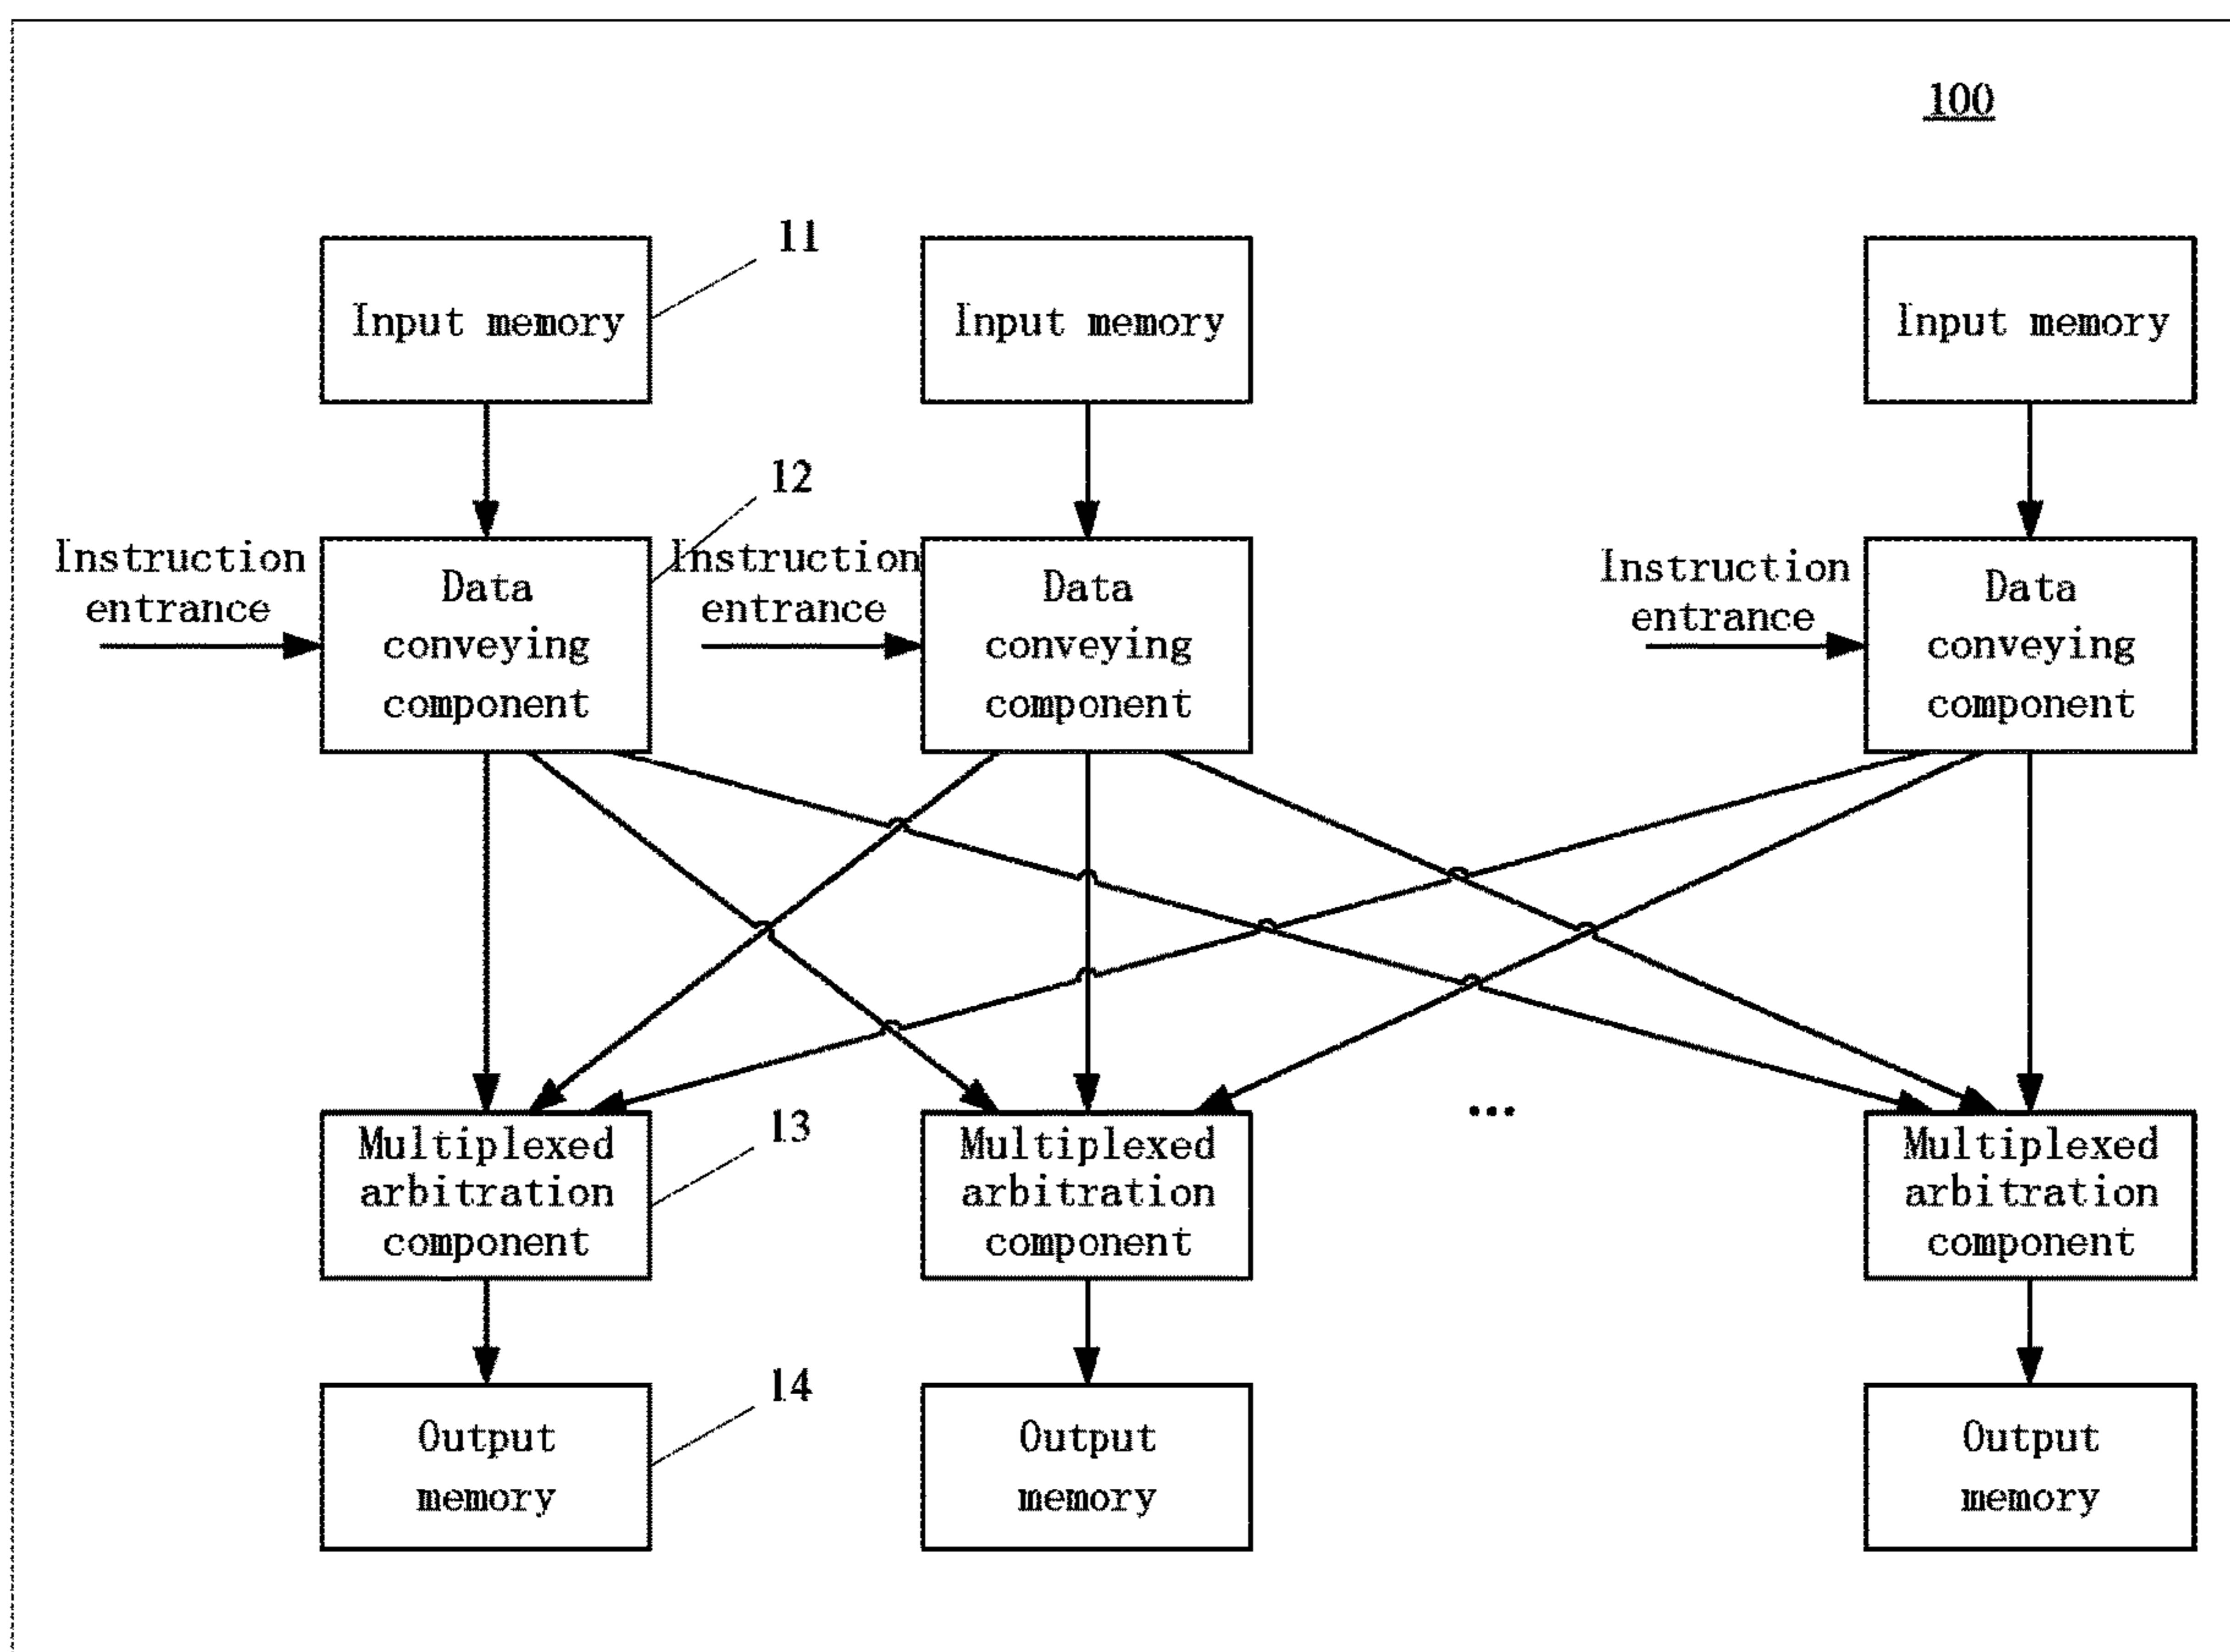 100
11
Input memory
Input memory
Input memory
12
Instruction
entrance
Data
conveying
component
Instruction
entrance
Data
conveying
component
Instruction
entrance
Data
conveying
component
13
...
Multiplexed
arbitration
component
Multiplexed
arbitration
component
Multiplexed
arbitration
component
14
Output
memory
Output
memory
Output
memory